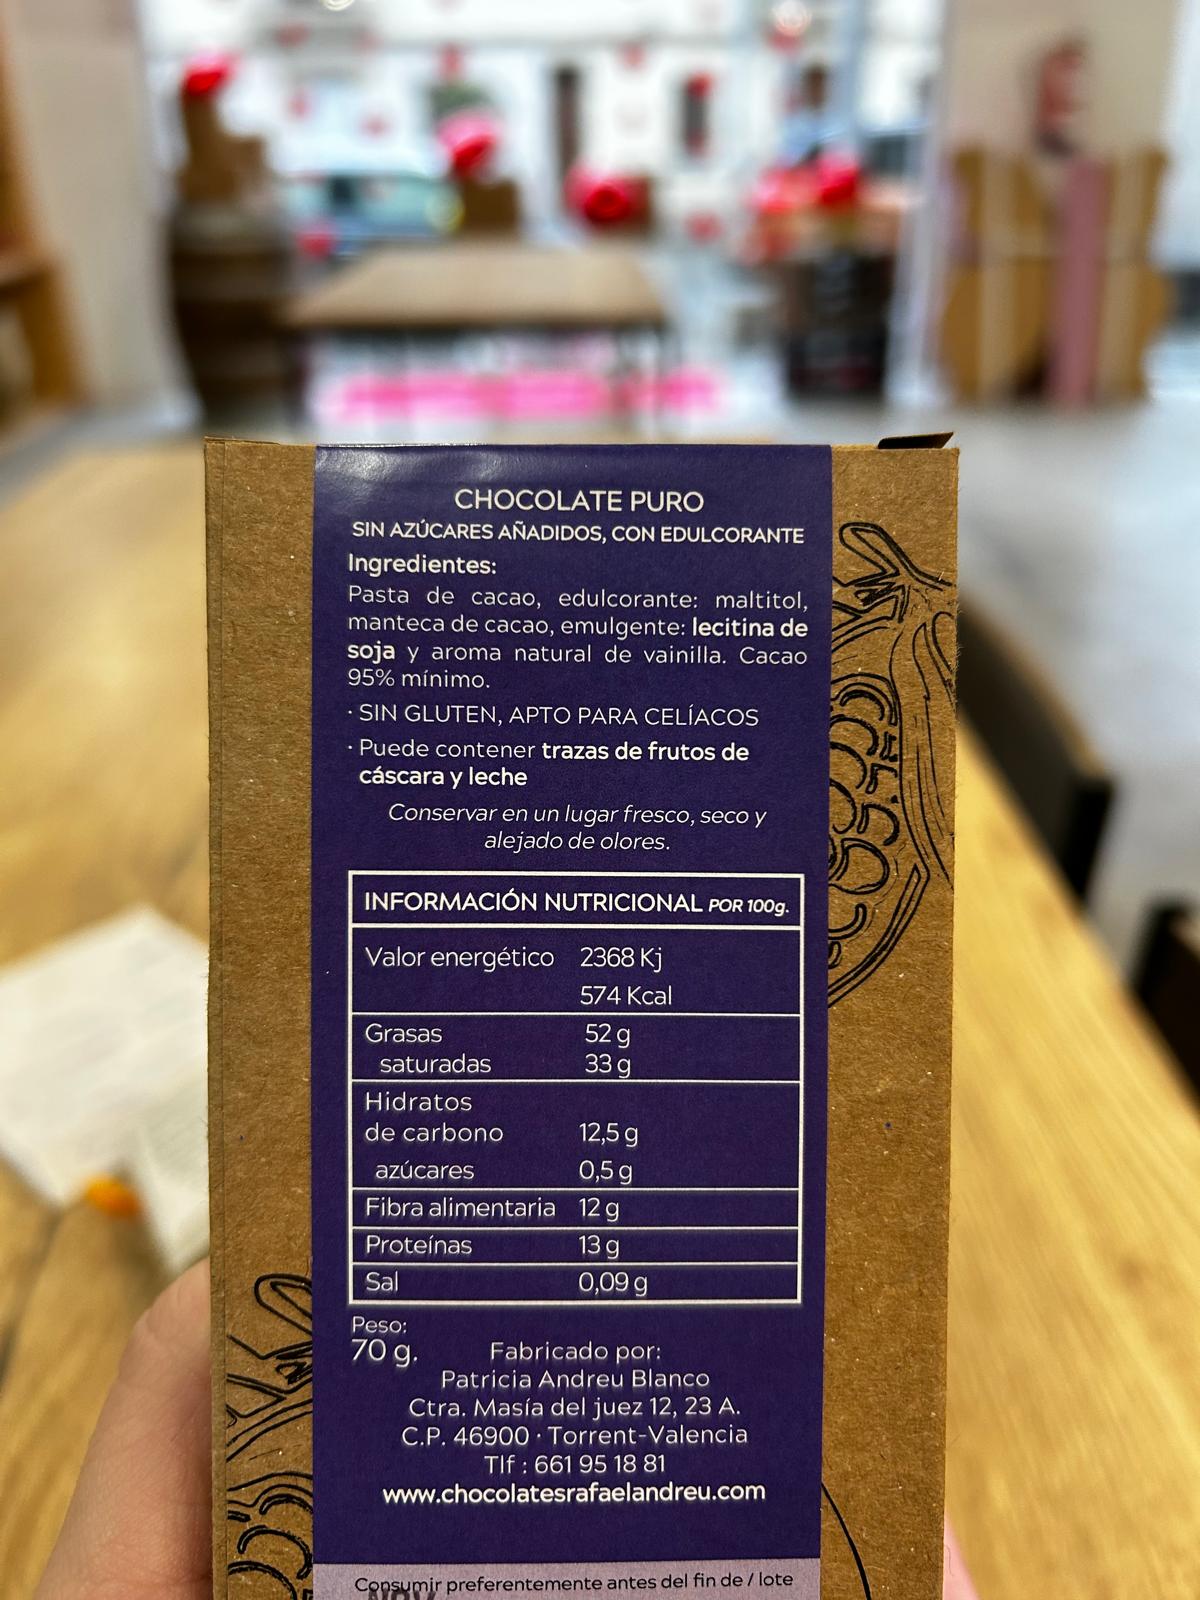 CHOCOLATE PURO
SIN AZÚCARES AÑADIDOS, CON EDULCORANTE
Ingredientes:
Pasta de cacao, edulcorante: maltitol,
manteca de cacao, emulgente: lecitina de
soja y aroma natural de vainilla. Cacao
95% mínimo.
· SIN GLUTEN, APTO PARA CELÍACOS
· Puede contener trazas de frutos de
cáscara y leche
Conservar en un lugar fresco, seco y
alejado de olores.
INFORMACIÓN NUTRICIONAL POR 100g.
Valor energético 2368 Kj
574 Kcal
Grasas 52 g
saturadas 33 g
Hidratos
de carbono 12,5 g
azúcares 0,5 g
Fibra alimentaria 12 g
Proteínas 13 g
Sal 0,09 g
Peso:
70 g. Fabricado por:
Patricia Andreu Blanco
Ctra. Masía del juez 12, 23 A.
C.P. 46900 · Torrent-Valencia
Tlf : 661 95 18 81
www.chocolatesrafaelandreu.com
Consumir preferentemente antes del fin de / lote